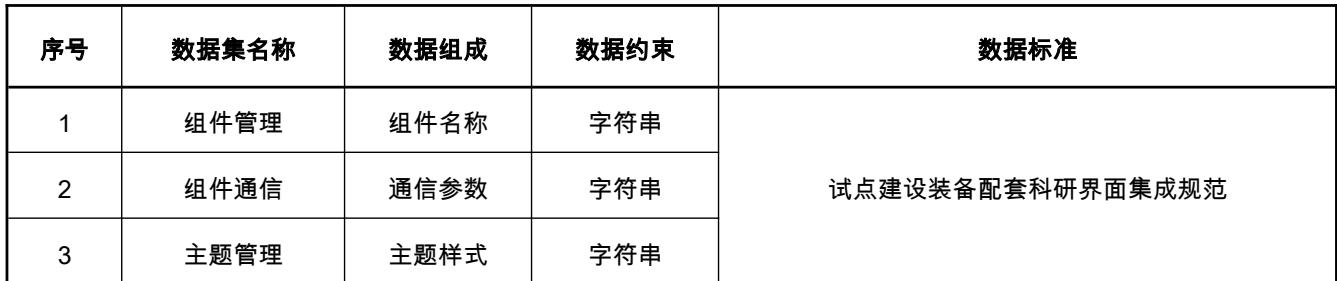 序号 数据集名称 数据组成 数据约束 数据标准
1 组件管理 组件名称 字符串
2 组件通信 通信参数 字符串 试点建设装备配套科研界面集成规范
3 主题管理 主题样式 字符串